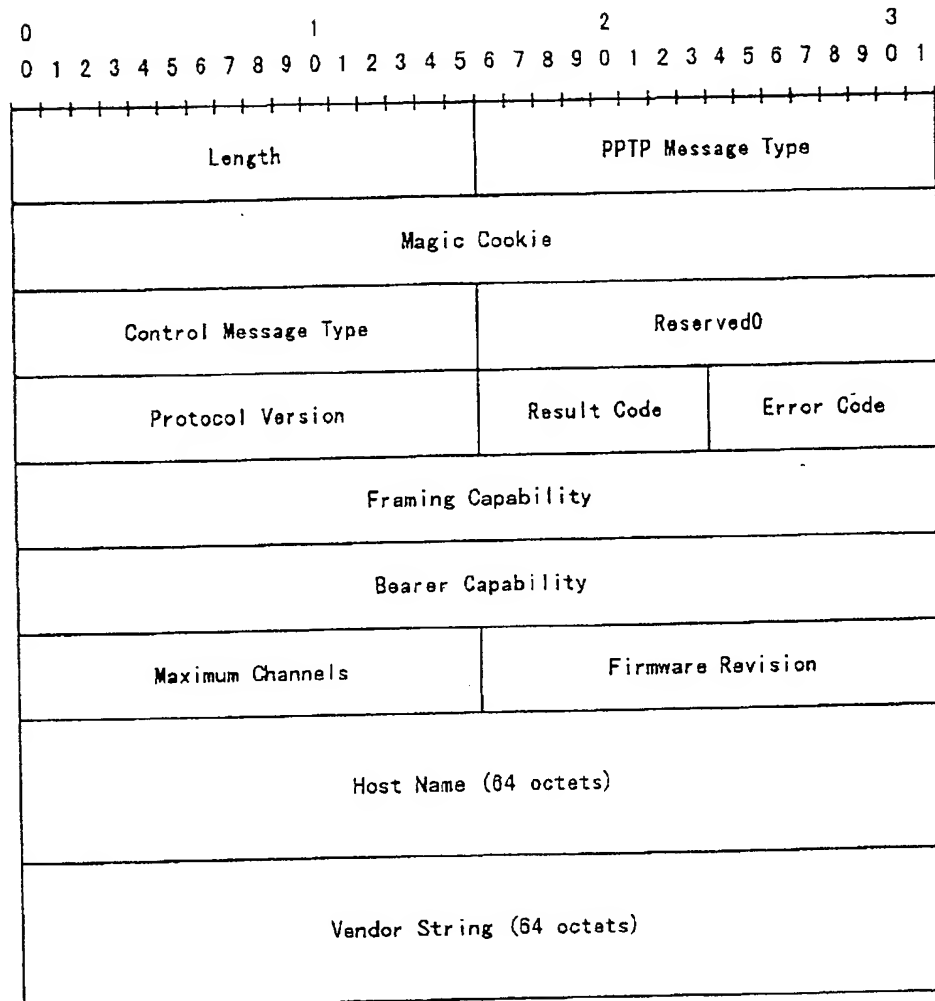 0 1 2 3
0 1 2 3 4 5 6 7 8 9 0 1 2 3 4 5 6 7 8 9 0 1 2 3 4 5 6 7 8 9 0 1
Length PPTP Message Type
Magic Cookie
Control Message Type Reserved0
Protocol Version Result Code Error Code
Framing Capability
Bearer Capability
Maximum Channels Firmware Revision
Host Name (64 octets)
Vendor String (64 octets)